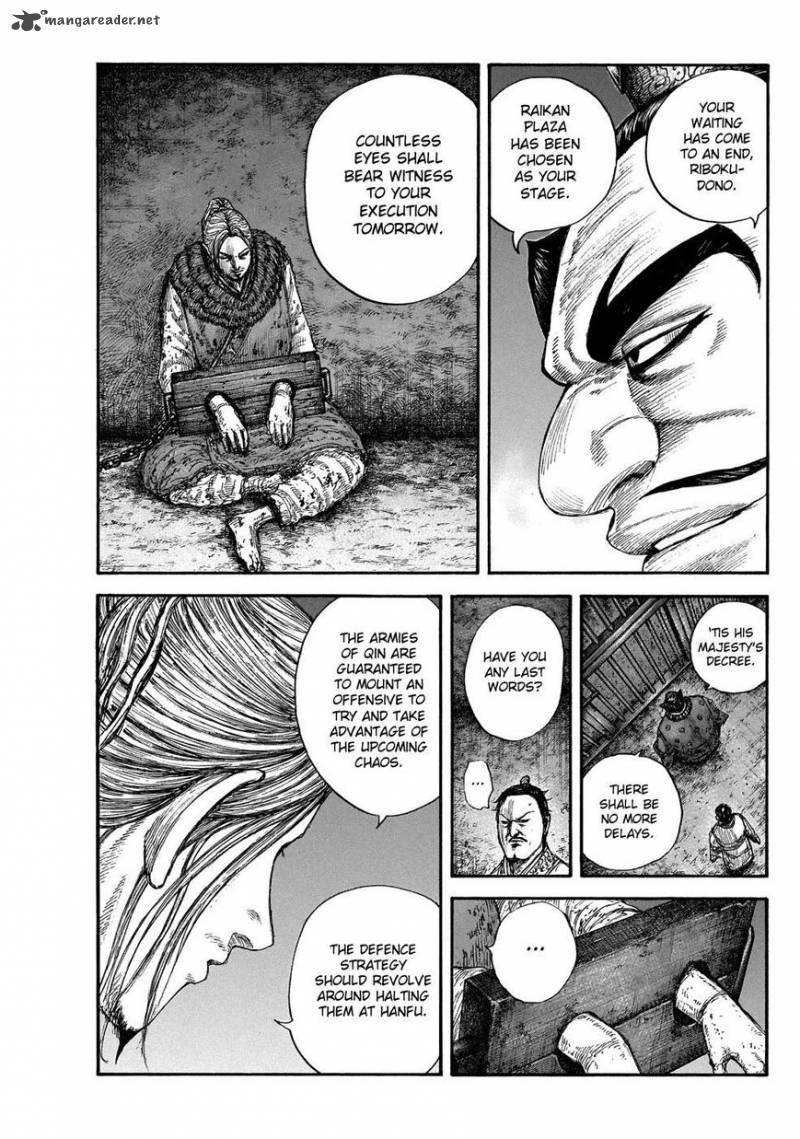 mangareader.net
YOUR
WAITING
HAS COME
TO AN END,
RIBOKU-
DONO.
RAIKAN
PLAZA
HAS BEEN
CHOSEN
AS YOUR
STAGE.
COUNTLESS
EYES SHALL
BEAR WITNESS
TO YOUR
EXECUTION
TOMORROW.
'TIS HIS
MAJESTY'S
DECREE.
THERE
SHALL BE
NO MORE
DELAYS.
HAVE YOU
ANY LAST
WORDS?
...
...
THE ARMIES
OF QIN ARE
GUARANTEED
TO MOUNT AN
OFFENSIVE TO
TRY AND TAKE
ADVANTAGE OF
THE UPCOMING
CHAOS.
THE DEFENCE
STRATEGY
SHOULD REVOLVE
AROUND HALTING
THEM AT HANFU.